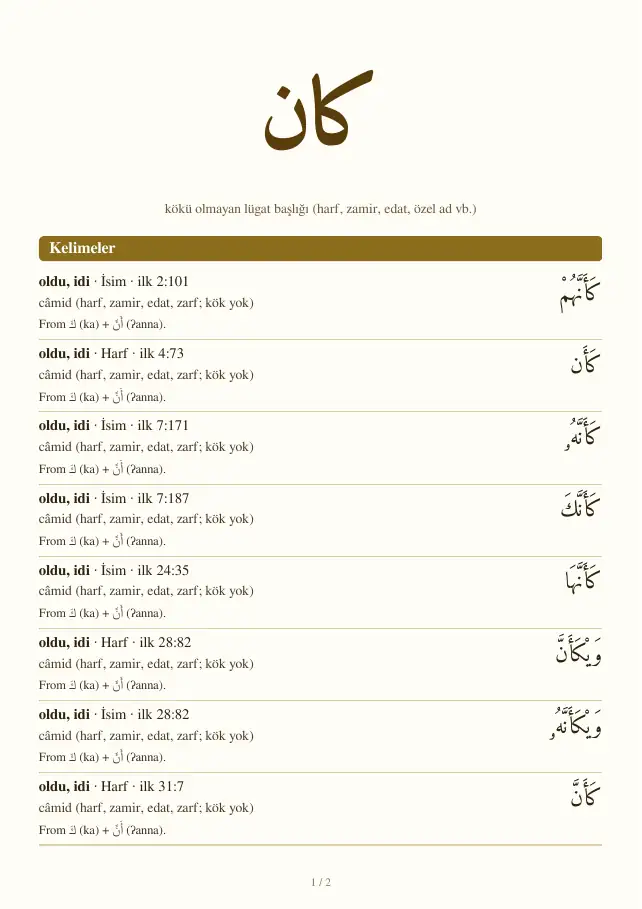 كان
kökü olmayan lügat başlığı (harf, zamir, edat, özel ad vb.)
Kelimeler
oldu, idi · İsim · ilk 2:101 كَأَنَّهُمْ
câmid (harf, zamir, edat, zarf; kök yok)
From كَ (ka) + أَنَّ (ʔanna).
oldu, idi · Harf · ilk 4:73 كَأَن
câmid (harf, zamir, edat, zarf; kök yok)
From كَ (ka) + أَنَّ (ʔanna).
oldu, idi · İsim · ilk 7:171 كَأَنَّهُۥ
câmid (harf, zamir, edat, zarf; kök yok)
From كَ (ka) + أَنَّ (ʔanna).
oldu, idi · İsim · ilk 7:187 كَأَنَّكَ
câmid (harf, zamir, edat, zarf; kök yok)
From كَ (ka) + أَنَّ (ʔanna).
oldu, idi · İsim · ilk 24:35 كَأَنَّهَا
câmid (harf, zamir, edat, zarf; kök yok)
From كَ (ka) + أَنَّ (ʔanna).
oldu, idi · Harf · ilk 28:82 وَيْكَأَنَّ
câmid (harf, zamir, edat, zarf; kök yok)
From كَ (ka) + أَنَّ (ʔanna).
oldu, idi · İsim · ilk 28:82 وَيْكَأَنَّهُۥ
câmid (harf, zamir, edat, zarf; kök yok)
From كَ (ka) + أَنَّ (ʔanna).
oldu, idi · Harf · ilk 31:7 كَأَنَّ
câmid (harf, zamir, edat, zarf; kök yok)
From كَ (ka) + أَنَّ (ʔanna).
1 / 2